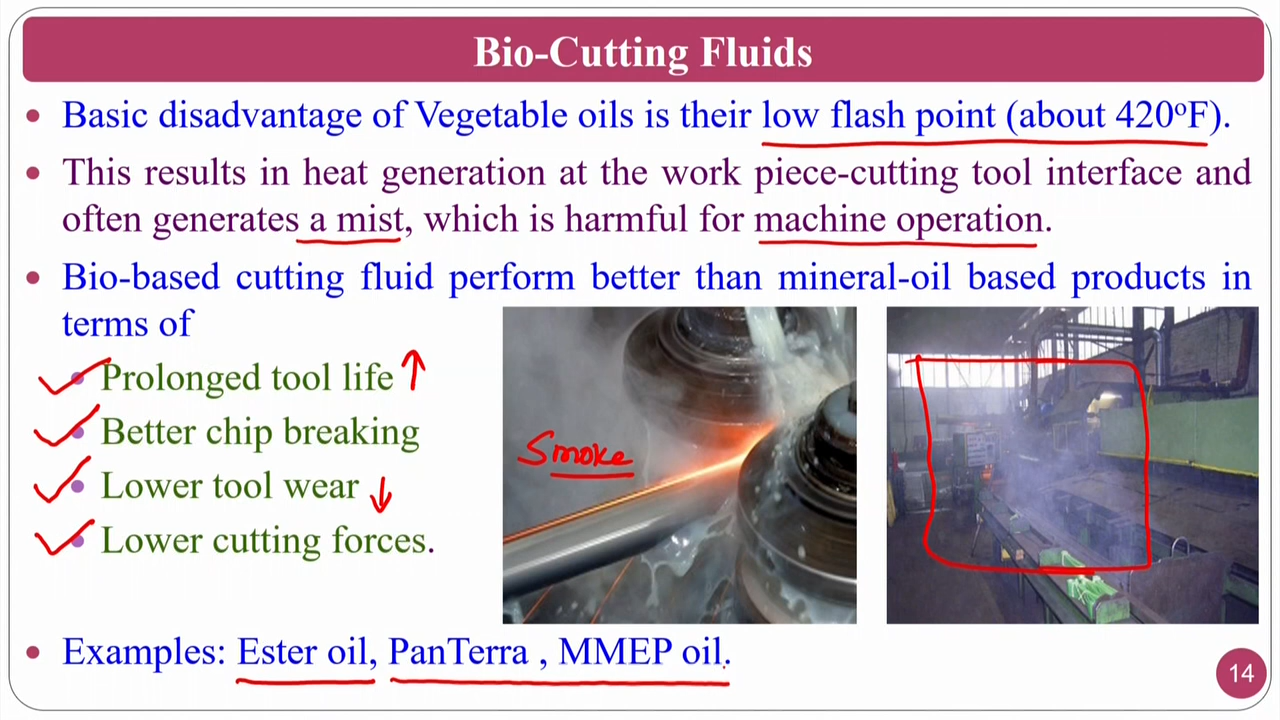 Bio-Cutting Fluids
• Basic disadvantage of Vegetable oils is their low flash point (about 420ºF).
• This results in heat generation at the work piece-cutting tool interface and
often generates a mist, which is harmful for machine operation.
• Bio-based cutting fluid perform better than mineral-oil based products in
terms of
• Prolonged tool life ↑
• Better chip breaking
Smoke
• Lower tool wear ↓
• Lower cutting forces.
• Examples: Ester oil, PanTerra , MMEP oil.
14